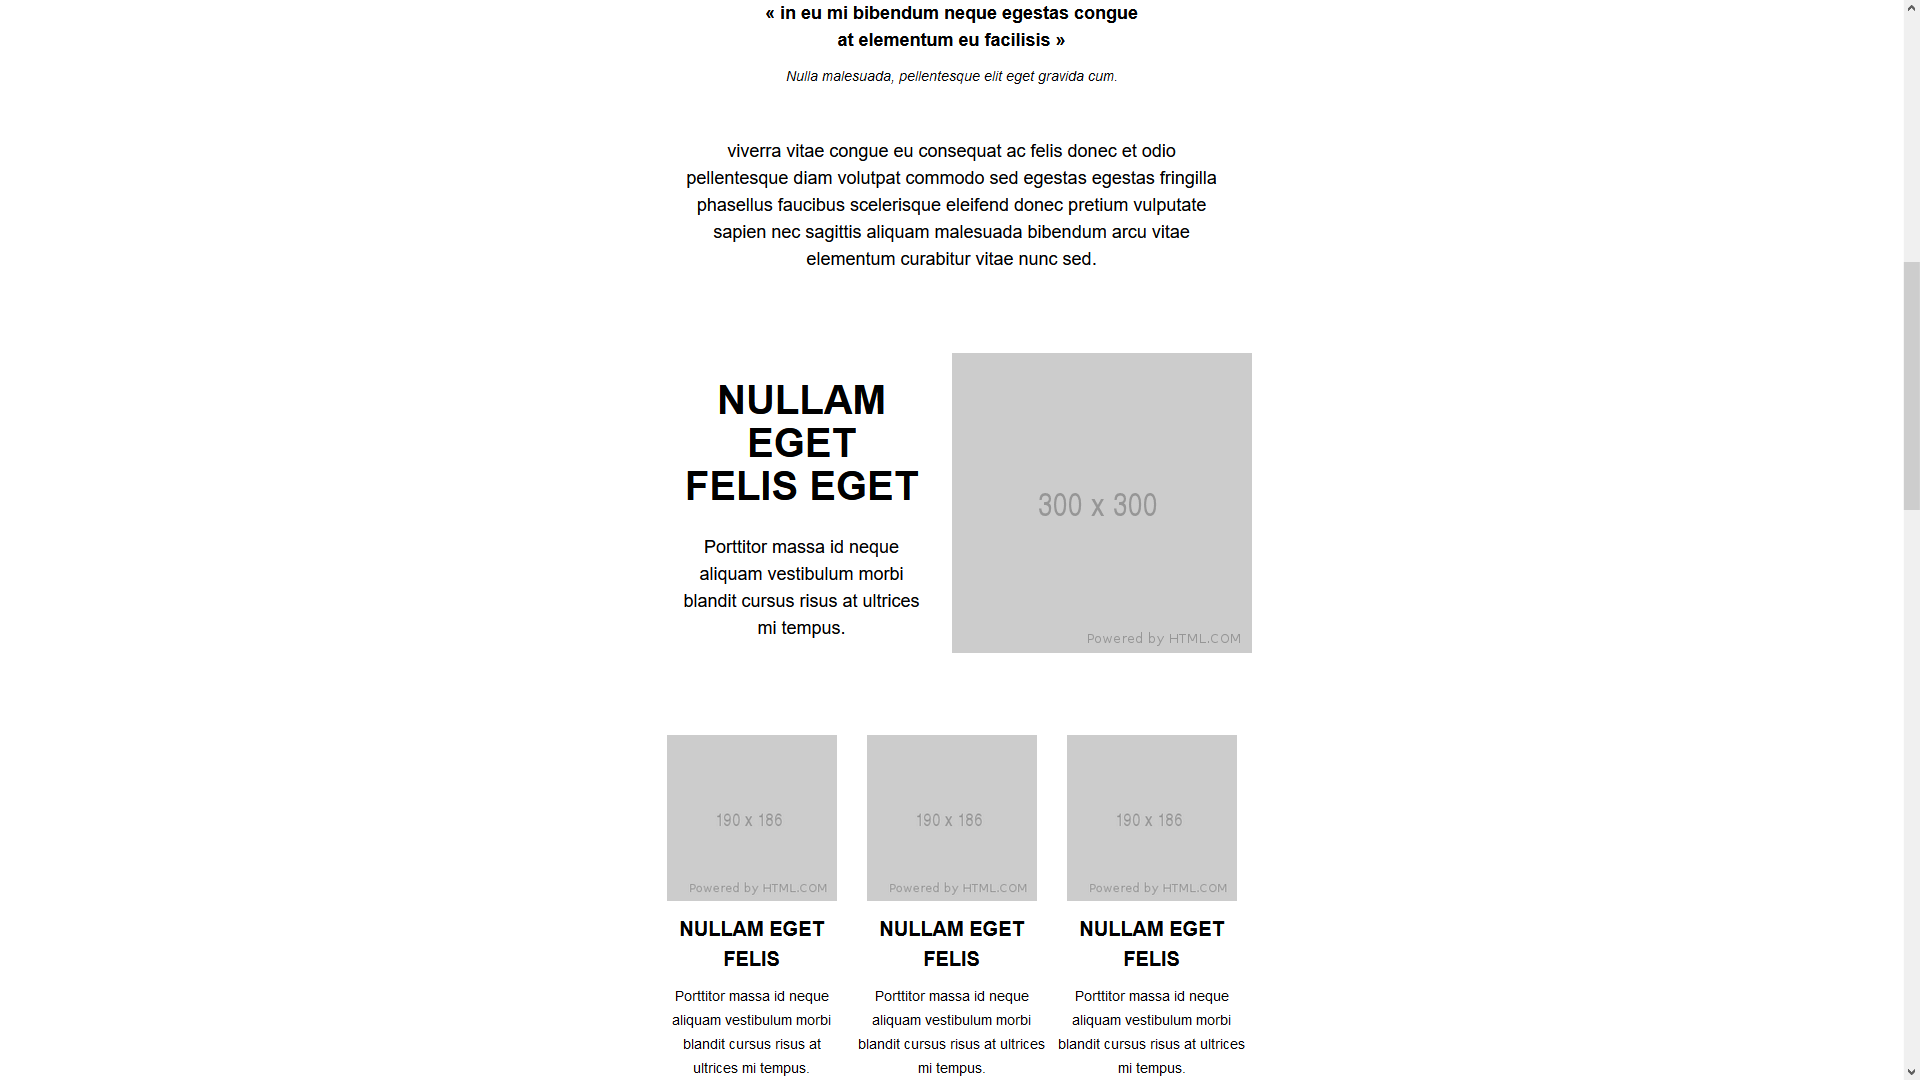 « in eu mi bibendum neque egestas congue
at elementum eu facilisis »
Nulla malesuada, pellentesque elit eget gravida cum.
viverra vitae congue eu consequat ac felis donec et odio
pellentesque diam volutpat commodo sed egestas egestas fringilla
phasellus faucibus scelerisque eleifend donec pretium vulputate
sapien nec sagittis aliquam malesuada bibendum arcu vitae
elementum curabitur vitae nunc sed.
NULLAM
EGET
FELIS EGET
Porttitor massa id neque
aliquam vestibulum morbi
blandit cursus risus at ultrices
mi tempus.
300 x 300
Powered by HTML.COM
190 x 186
Powered by HTML.COM
NULLAM EGET
FELIS
Porttitor massa id neque
aliquam vestibulum morbi
blandit cursus risus at
ultrices mi tempus.
190 x 186
Powered by HTML.COM
NULLAM EGET
FELIS
Porttitor massa id neque
aliquam vestibulum morbi
blandit cursus risus at ultrices
mi tempus.
190 x 186
Powered by HTML.COM
NULLAM EGET
FELIS
Porttitor massa id neque
aliquam vestibulum morbi
blandit cursus risus at ultrices
mi tempus.